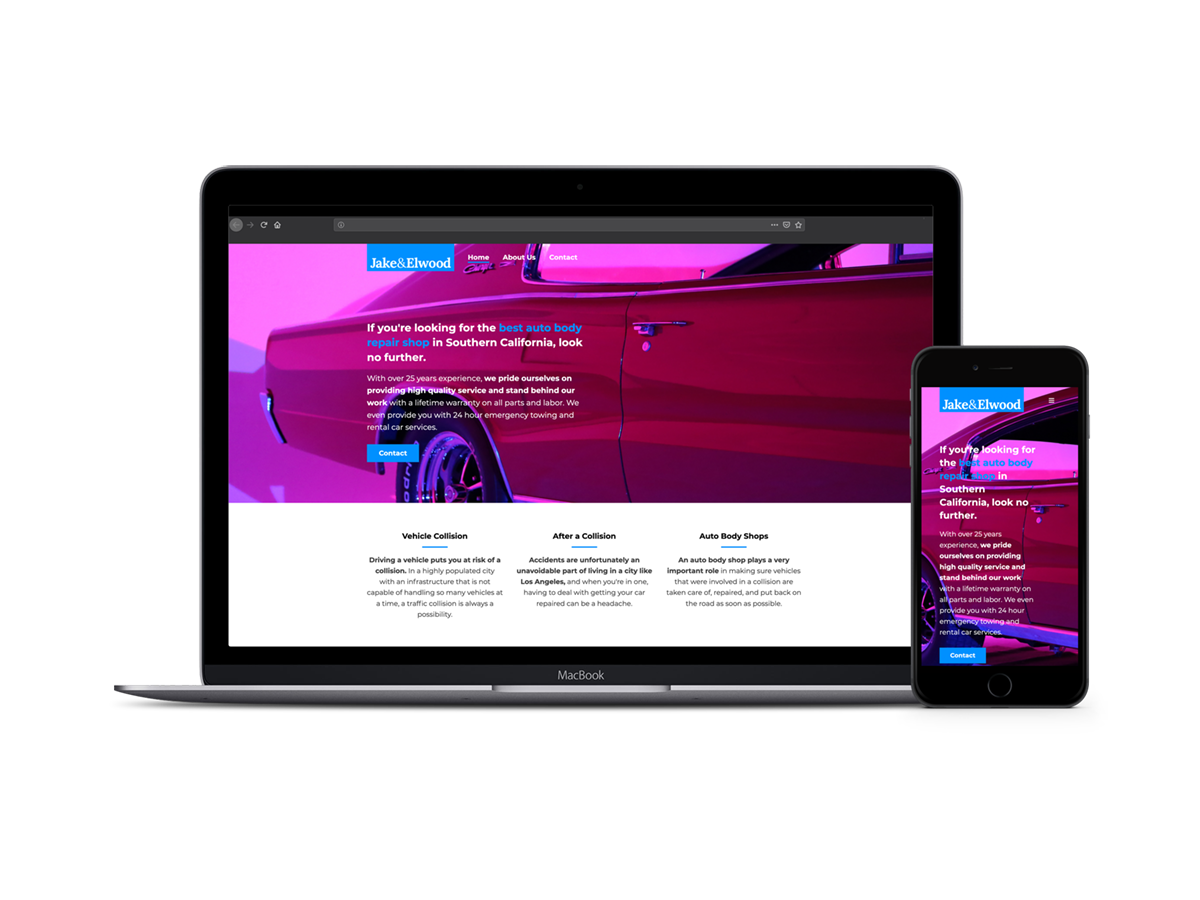 Jake&Elwood
Home About Us Contact
If you're looking for the best auto body
repair shop in Southern California, look
no further.
With over 25 years experience, we pride ourselves on
providing high quality service and stand behind our
work with a lifetime warranty on all parts and labor. We
even provide you with 24 hour emergency towing and
rental car services.
Contact
Vehicle Collision
Driving a vehicle puts you at risk of a
collision. In a highly populated city
with an infrastructure that is not
capable of handling so many vehicles at
a time, a traffic collision is always a
possibility.
After a Collision
Accidents are unfortunately an
unavoidable part of living in a city like
Los Angeles, and when you're in one,
having to deal with getting your car
repaired can be a headache.
Auto Body Shops
An auto body shop plays a very
important role in making sure vehicles
that were involved in a collision are
taken care of, repaired, and put back on
the road as soon as possible.
MacBook
Jake&Elwood
If you're looking for
the best auto body
repair shop in
Southern
California, look no
further.
With over 25 years
experience, we pride
ourselves on providing
high quality service and
stand behind our work
with a lifetime warranty on
all parts and labor. We even
provide you with 24 hour
emergency towing and
rental car services.
Contact